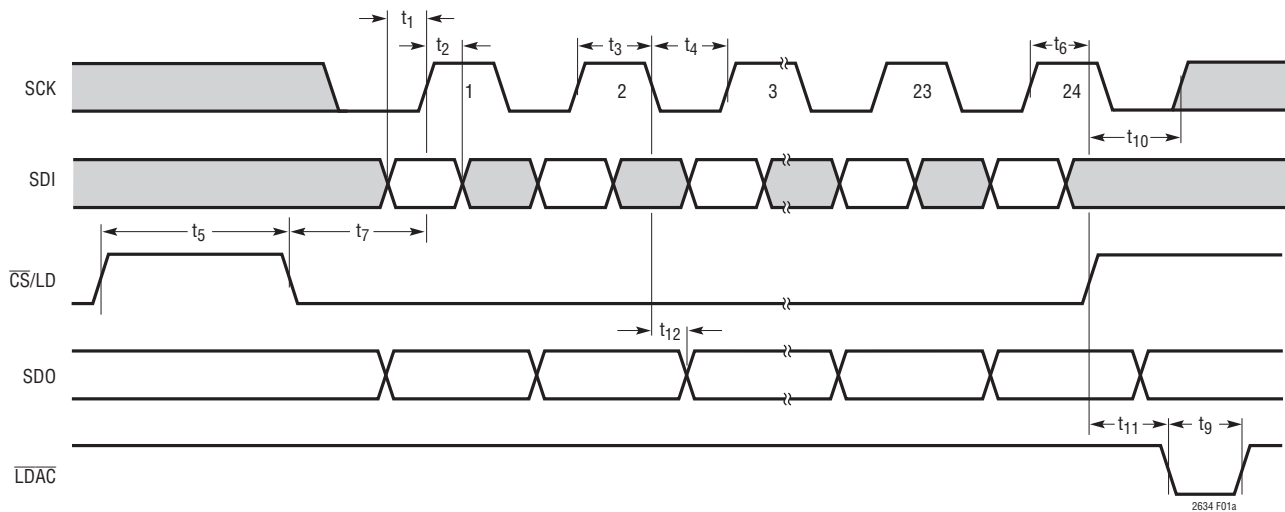 t1
t2 t3 t4 t6
SCK 1 2 3 23 24
t10
SDI
t5 t7
CS/LD
t12
SDO
t11 t9
LDAC
2634 F01a